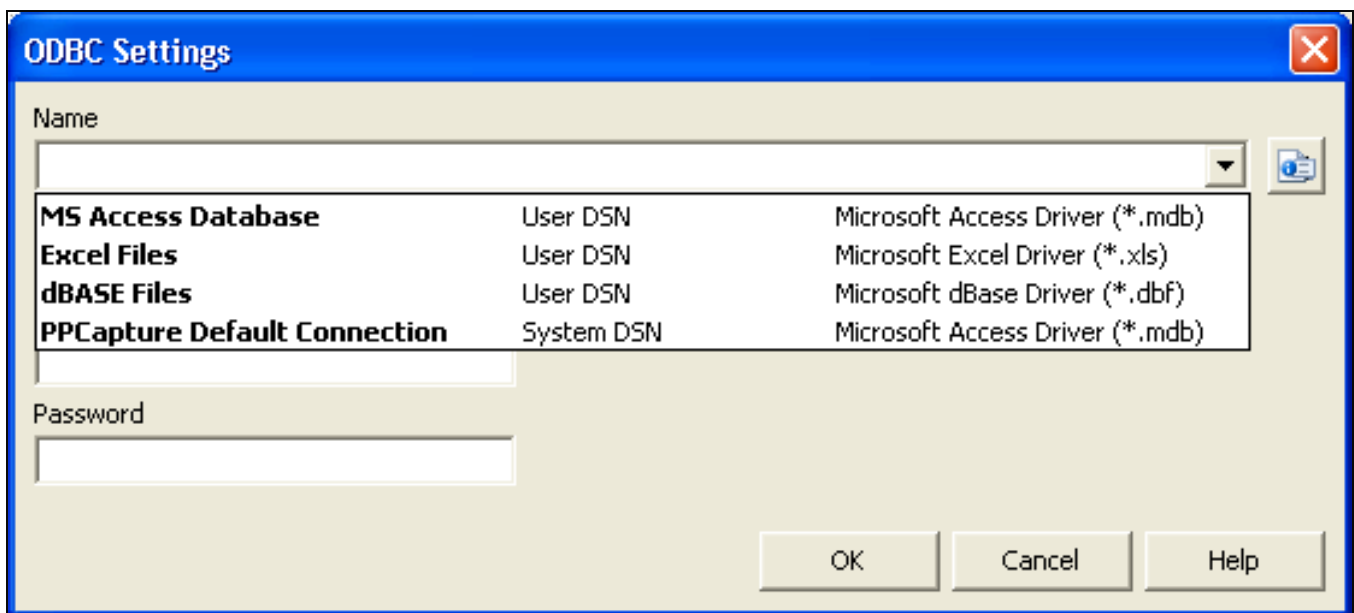 ODBC Settings
Name
MS Access Database User DSN Microsoft Access Driver (*.mdb)
Excel Files User DSN Microsoft Excel Driver (*.xls)
dBASE Files User DSN Microsoft dBase Driver (*.dbf)
PPCapture Default Connection System DSN Microsoft Access Driver (*.mdb)
Password
OK Cancel Help